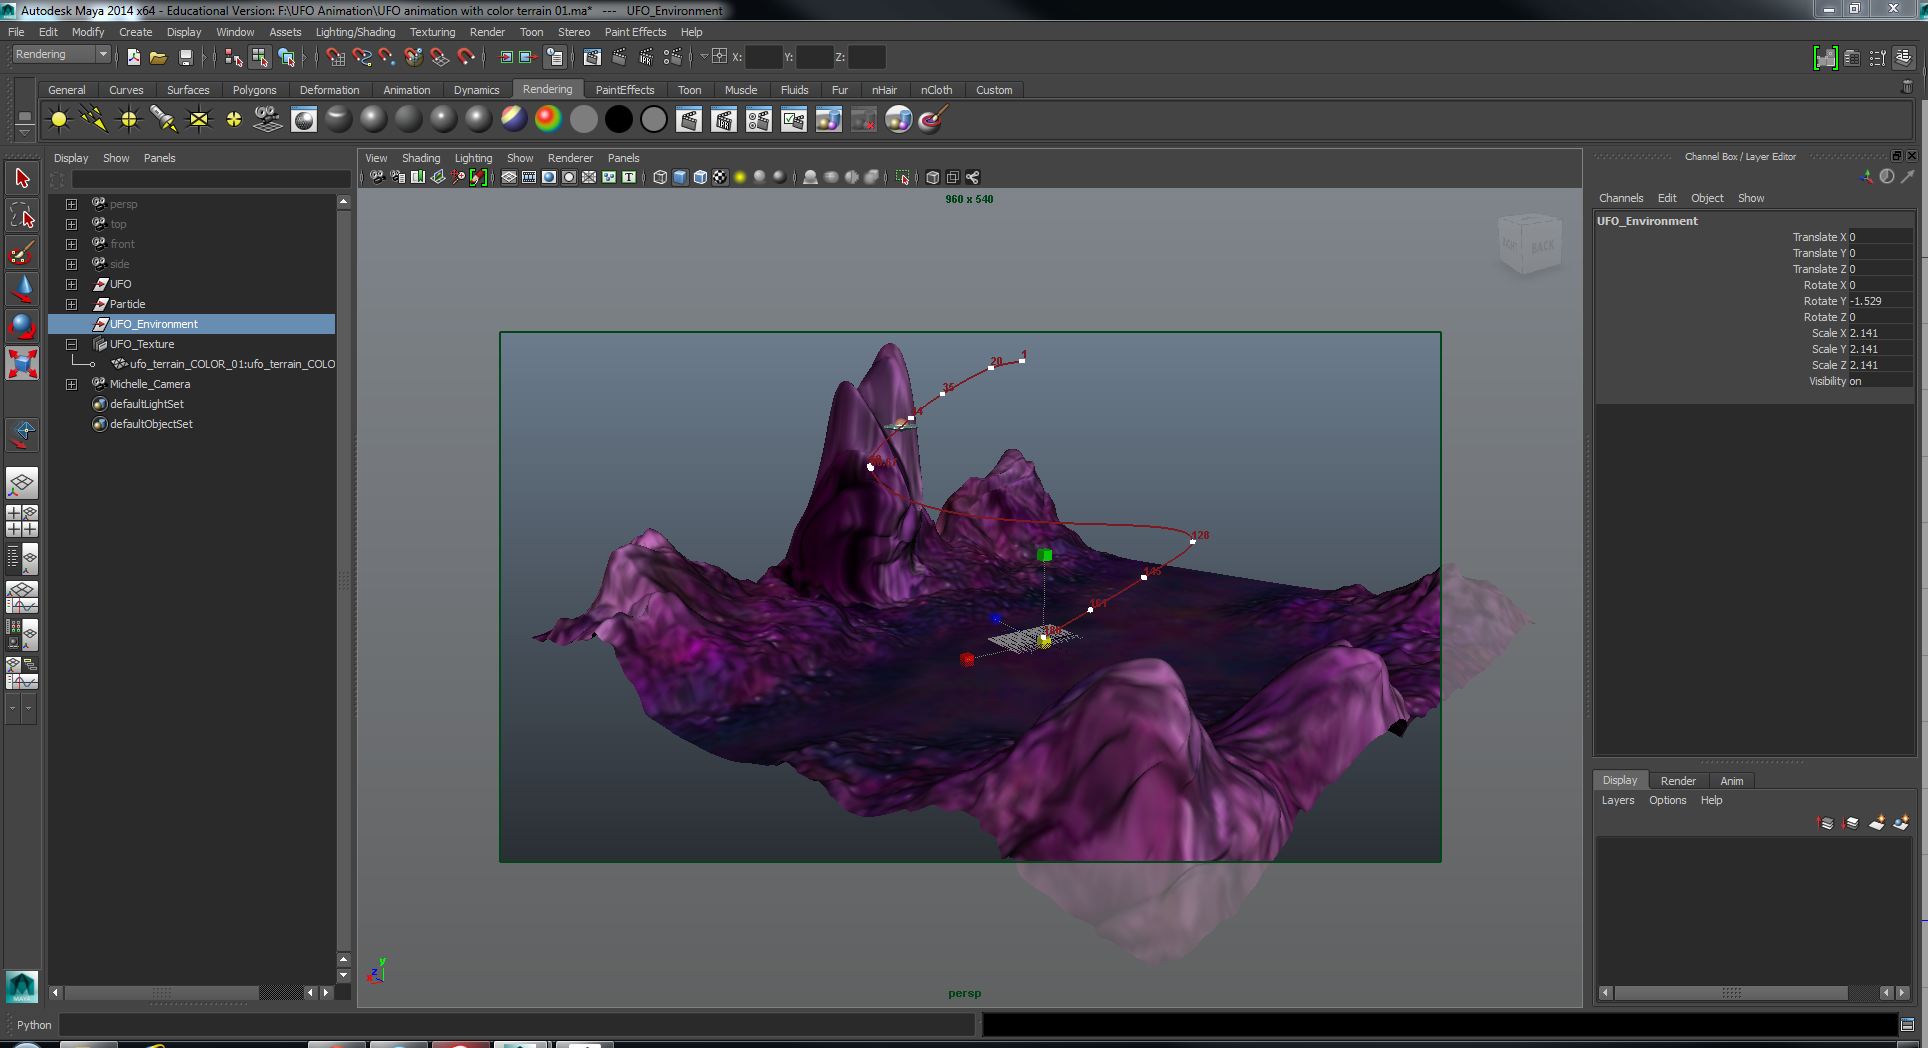 Autodesk Maya 2014 x64 - Educational Version: F:\UFO Animation\UFO animation with color terrain 01.ma* --- UFO_Environment
File Edit Modify Create Display Window Assets Lighting/Shading Texturing Render Toon Stereo Paint Effects Help
Rendering X: Y: Z:
General Curves Surfaces Polygons Deformation Animation Dynamics Rendering PaintEffects Toon Muscle Fluids Fur nHair nCloth Custom
Display Show Panels
View Shading Lighting Show Renderer Panels
Channel Box / Layer Editor
960 x 540
persp
top
front
side
UFO
Particle
UFO_Environment
UFO_Texture
ufo_terrain_COLOR_01:ufo_terrain_COLO
Michelle_Camera
defaultLightSet
defaultObjectSet
BACK
1
20
35
128
145
161
y
z
x
persp
Channels Edit Object Show
UFO_Environment
Translate X 0
Translate Y 0
Translate Z 0
Rotate X 0
Rotate Y -1.529
Rotate Z 0
Scale X 2.141
Scale Y 2.141
Scale Z 2.141
Visibility on
Display Render Anim
Layers Options Help
MAYA
Python